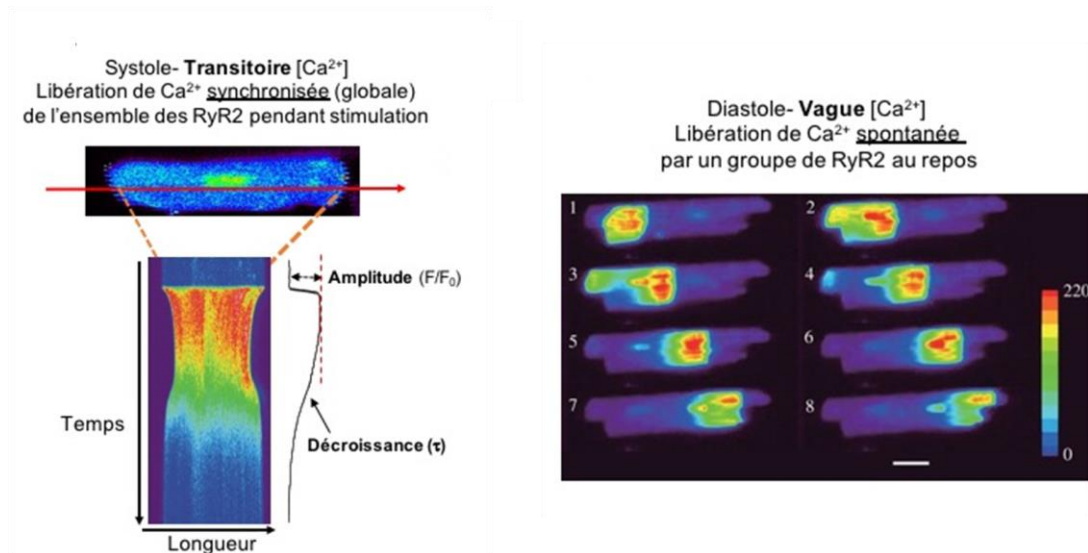 Systole- Transitoire [Ca²⁺]
Libération de Ca²⁺ synchronisée (globale)
de l'ensemble des RyR2 pendant stimulation
Amplitude (F/F₀)
Temps
Décroissance (τ)
Longueur
Diastole- Vague [Ca²⁺]
Libération de Ca²⁺ spontanée
par un groupe de RyR2 au repos
1 2
3 4
5 6
7 8
220
0